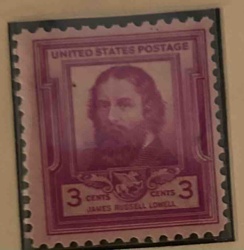 UNITED STATES POSTAGE
3 CENTS CENTS 3
JAMES RUSSELL LOWELL